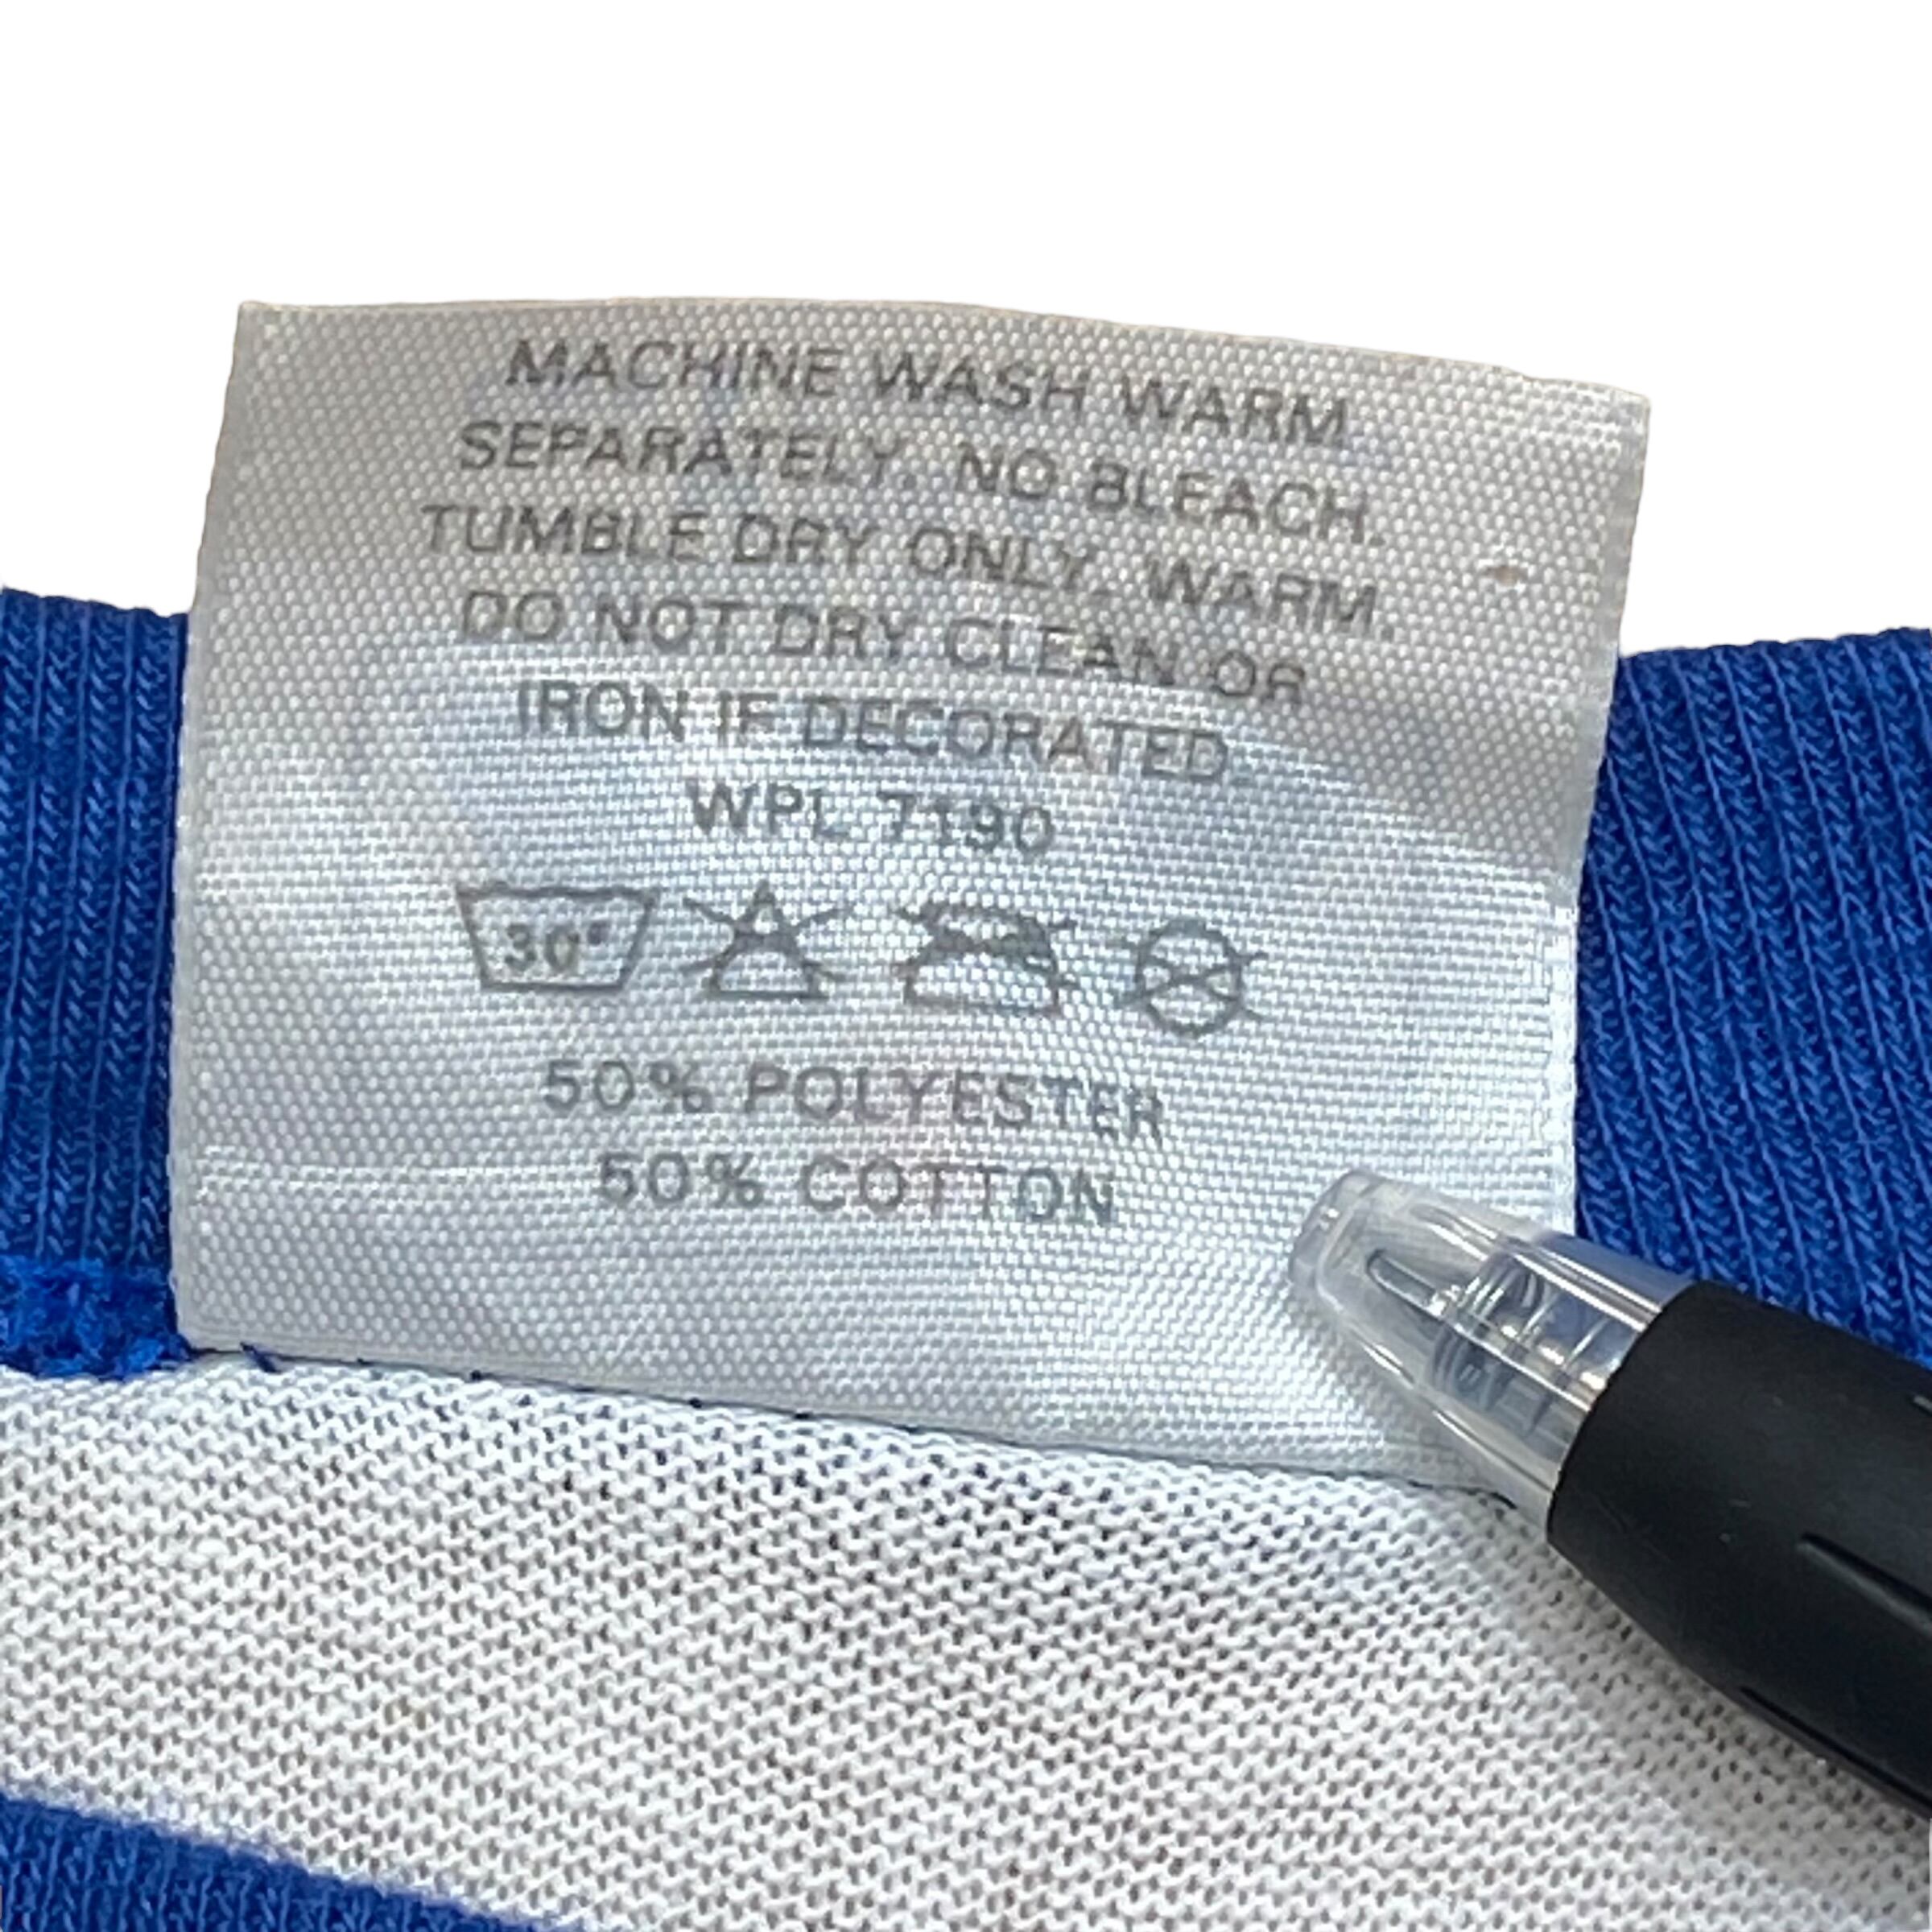 MACHINE WASH WARM
SEPARATELY. NO BLEACH.
TUMBLE DRY ONLY. WARM.
DO NOT DRY CLEAN OR
IRON IF DECORATED.
WPL 7190
30°
50% POLYESTER
50% COTTON